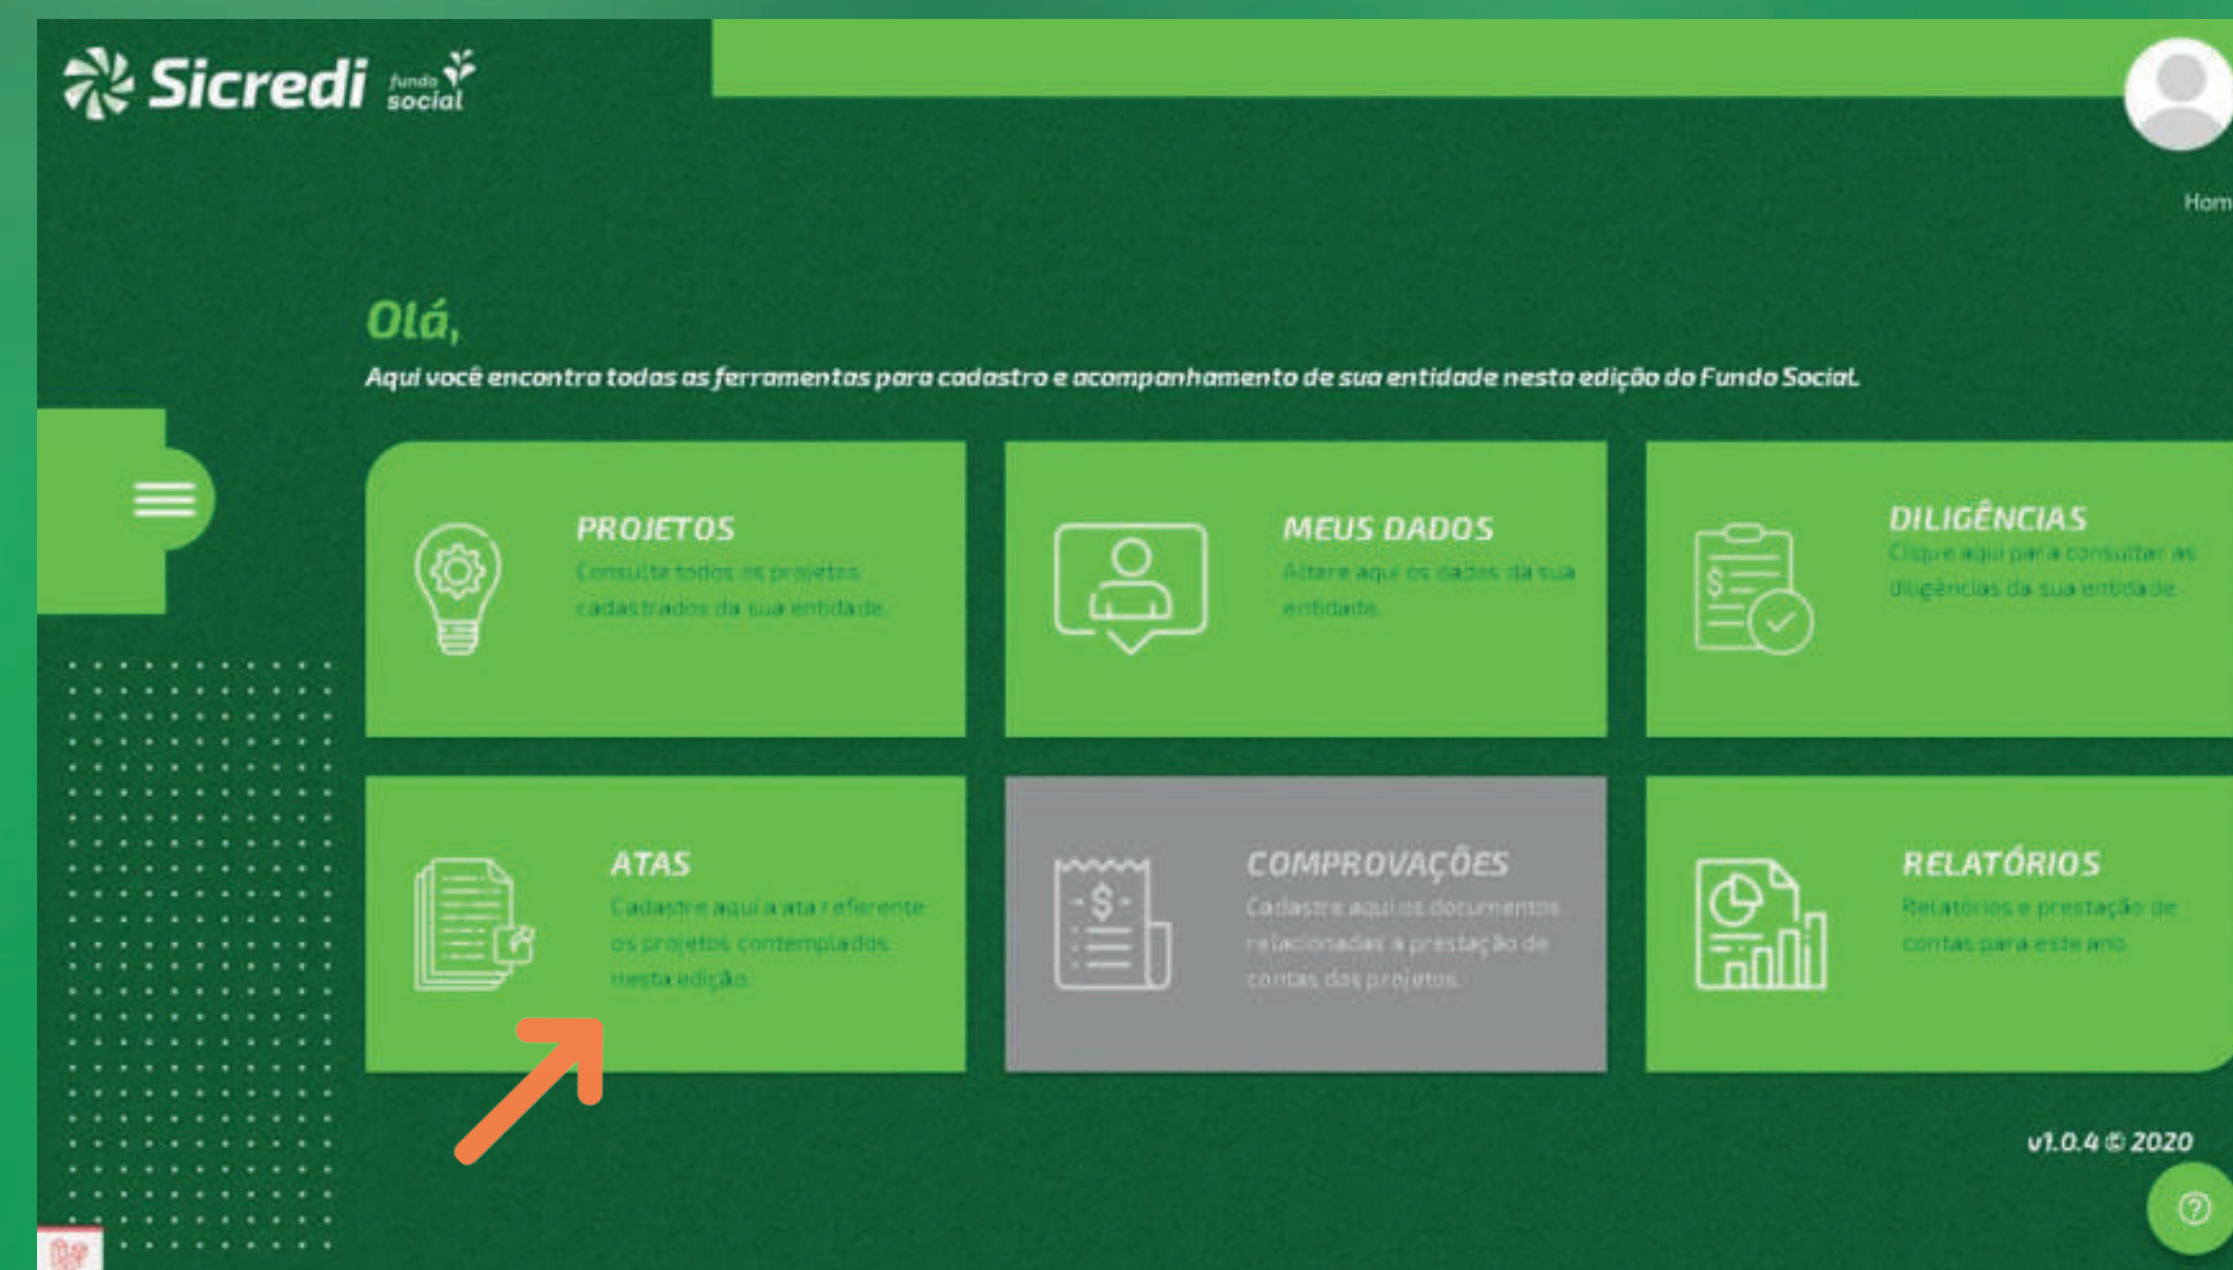 Sicredi fundo social
Hom
Olá,
Aqui você encontra todas as ferramentas para cadastro e acompanhamento de sua entidade nesta edição do Fundo Social.
PROJETOS
Consulte todos os projetos
cadastrados da sua entidade.
MEUS DADOS
Altere aqui os dados da sua
entidade.
DILIGÊNCIAS
Clique aqui para consultar as
diligências da sua entidade.
ATAS
Cadastre aqui a ata referente
os projetos contemplados
nesta edição.
COMPROVAÇÕES
Cadastre aqui os documentos
relacionadas a prestação de
contas dos projetos.
RELATÓRIOS
Relatórios e prestação de
contas para este ano
v1.0.4 © 2020
?